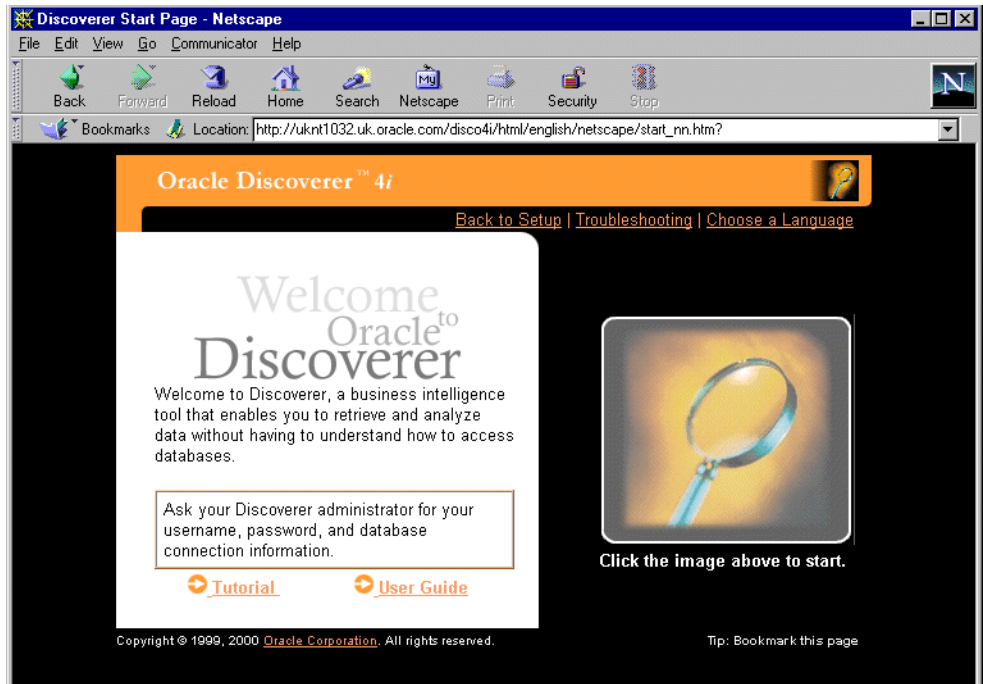 Discoverer Start Page - Netscape
File Edit View Go Communicator Help
Back Forward Reload Home Search My Netscape Print Security Stop N
Bookmarks Location: http://uknt1032.uk.oracle.com/disco4i/html/english/netscape/start_nn.htm?
Oracle Discoverer™ 4i
Back to Setup | Troubleshooting | Choose a Language
Welcome
to
Oracle
Discoverer
Welcome to Discoverer, a business intelligence
tool that enables you to retrieve and analyze
data without having to understand how to access
databases.
Ask your Discoverer administrator for your
username, password, and database
connection information.
Tutorial User Guide
Click the image above to start.
Copyright © 1999, 2000 Oracle Corporation. All rights reserved.
Tip: Bookmark this page